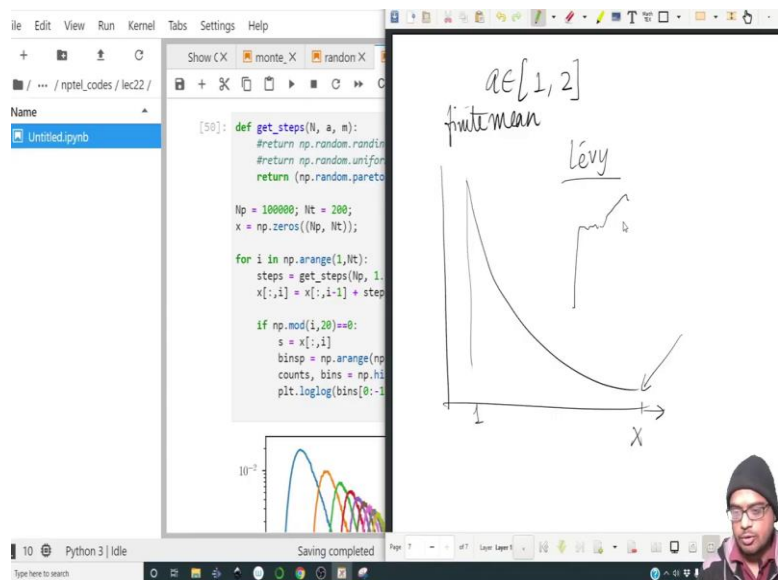 ile Edit View Run Kernel Tabs Settings Help
Show C monte_ random
/ ... / nptel_codes / lec22 /
Name
Untitled.ipynb
[50]: def get_steps(N, a, m):
#return np.random.randin
#return np.random.unifor
return (np.random.pareto
Np = 100000; Nt = 200;
x = np.zeros((Np, Nt));
for i in np.arange(1,Nt):
steps = get_steps(Np, 1.
x[:,i] = x[:,i-1] + step
if np.mod(i,20)==0:
s = x[:,i]
binsp = np.arange(np
counts, bins = np.hi
plt.loglog(bins[0:-1
10⁻²
10 Python 3 | Idle Saving completed
Type here to search
T
a∈[1, 2]
finite mean
Lévy
1
X
Page 7 of 7 Layer Layer 1